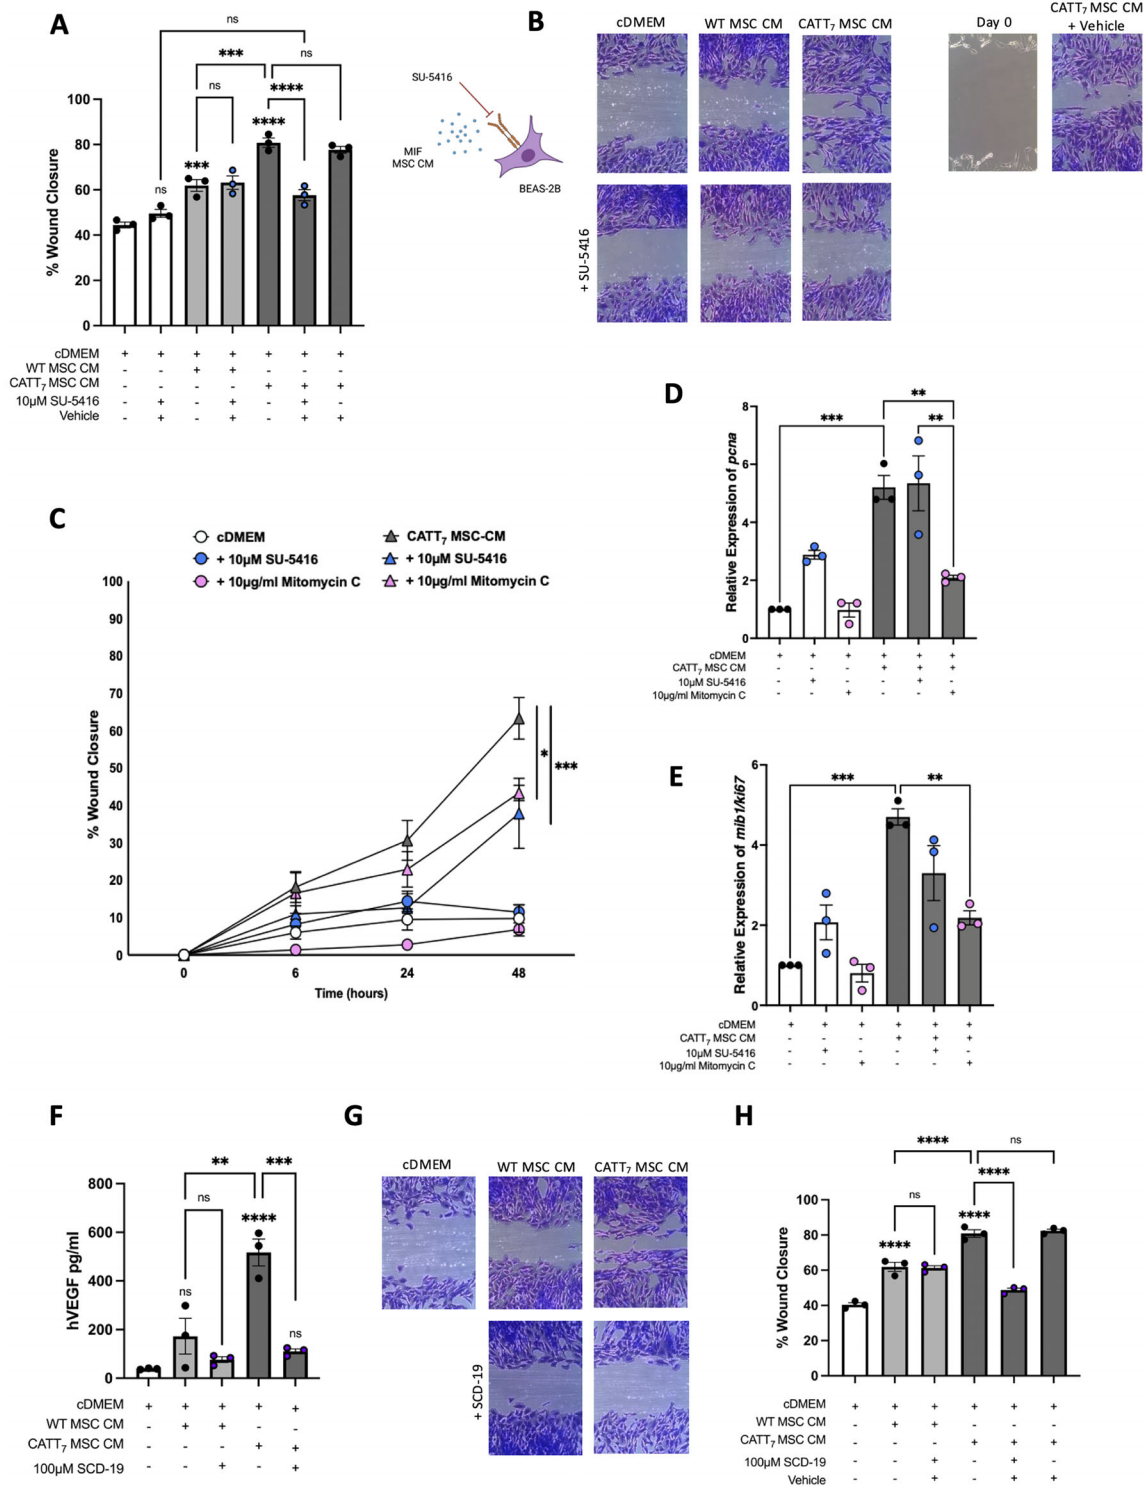 A
ns
ns
***
ns
****
****
***
ns
% Wound Closure
100
80
60
40
20
0
cDMEM + + + + + + +
WT MSC CM - - + + - - -
CATT7 MSC CM - - - - + + +
10µM SU-5416 - + - + - + -
Vehicle - + - + - + +
SU-5416
MIF
MSC CM
BEAS-2B
B
cDMEM WT MSC CM CATT7 MSC CM
Day 0
CATT7 MSC CM
+ Vehicle
+ SU-5416
C
cDMEM
+ 10µM SU-5416
+ 10µg/ml Mitomycin C
CATT7 MSC-CM
+ 10µM SU-5416
+ 10µg/ml Mitomycin C
% Wound Closure
100
90
80
70
60
50
40
30
20
10
0
*
***
0 6 24 48
Time (hours)
D
**
***
**
Relative Expression of pcna
8
6
4
2
0
cDMEM + + + + + +
CATT7 MSC CM - - - + + +
10µM SU-5416 - + - - + -
10µg/ml Mitomycin C - - + - - +
E
***
**
Relative Expression of mib1/ki67
6
4
2
0
cDMEM + + + + + +
CATT7 MSC CM - - - + + +
10µM SU-5416 - + - - + -
10µg/ml Mitomycin C - - + - - +
F
**
***
ns
****
ns
ns
hVEGF pg/ml
800
600
400
200
0
cDMEM + + + + +
WT MSC CM - + + - -
CATT7 MSC CM - - - + +
100µM SCD-19 - - + - +
G
cDMEM WT MSC CM CATT7 MSC CM
+ SCD-19
H
****
ns
****
ns
****
****
% Wound Closure
100
80
60
40
20
0
cDMEM + + + + + +
WT MSC CM - + + - - -
CATT7 MSC CM - - - + + +
100µM SCD-19 - - + - + -
Vehicle - - + - + +